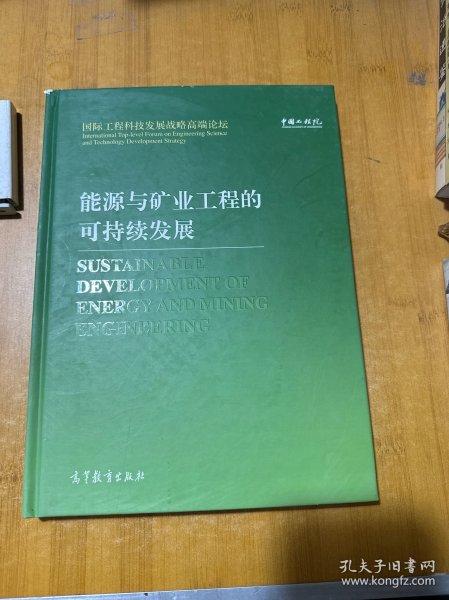 国际工程科技发展战略高端论坛
International Top-level Forum on Engineering Science
and Technology Development Strategy
中国工程院
能源与矿业工程的
可持续发展
SUSTAINABLE
DEVELOPMENT OF
ENERGY AND MINING
ENGINEERING
高等教育出版社
孔夫子旧书网
www.kongfz.com